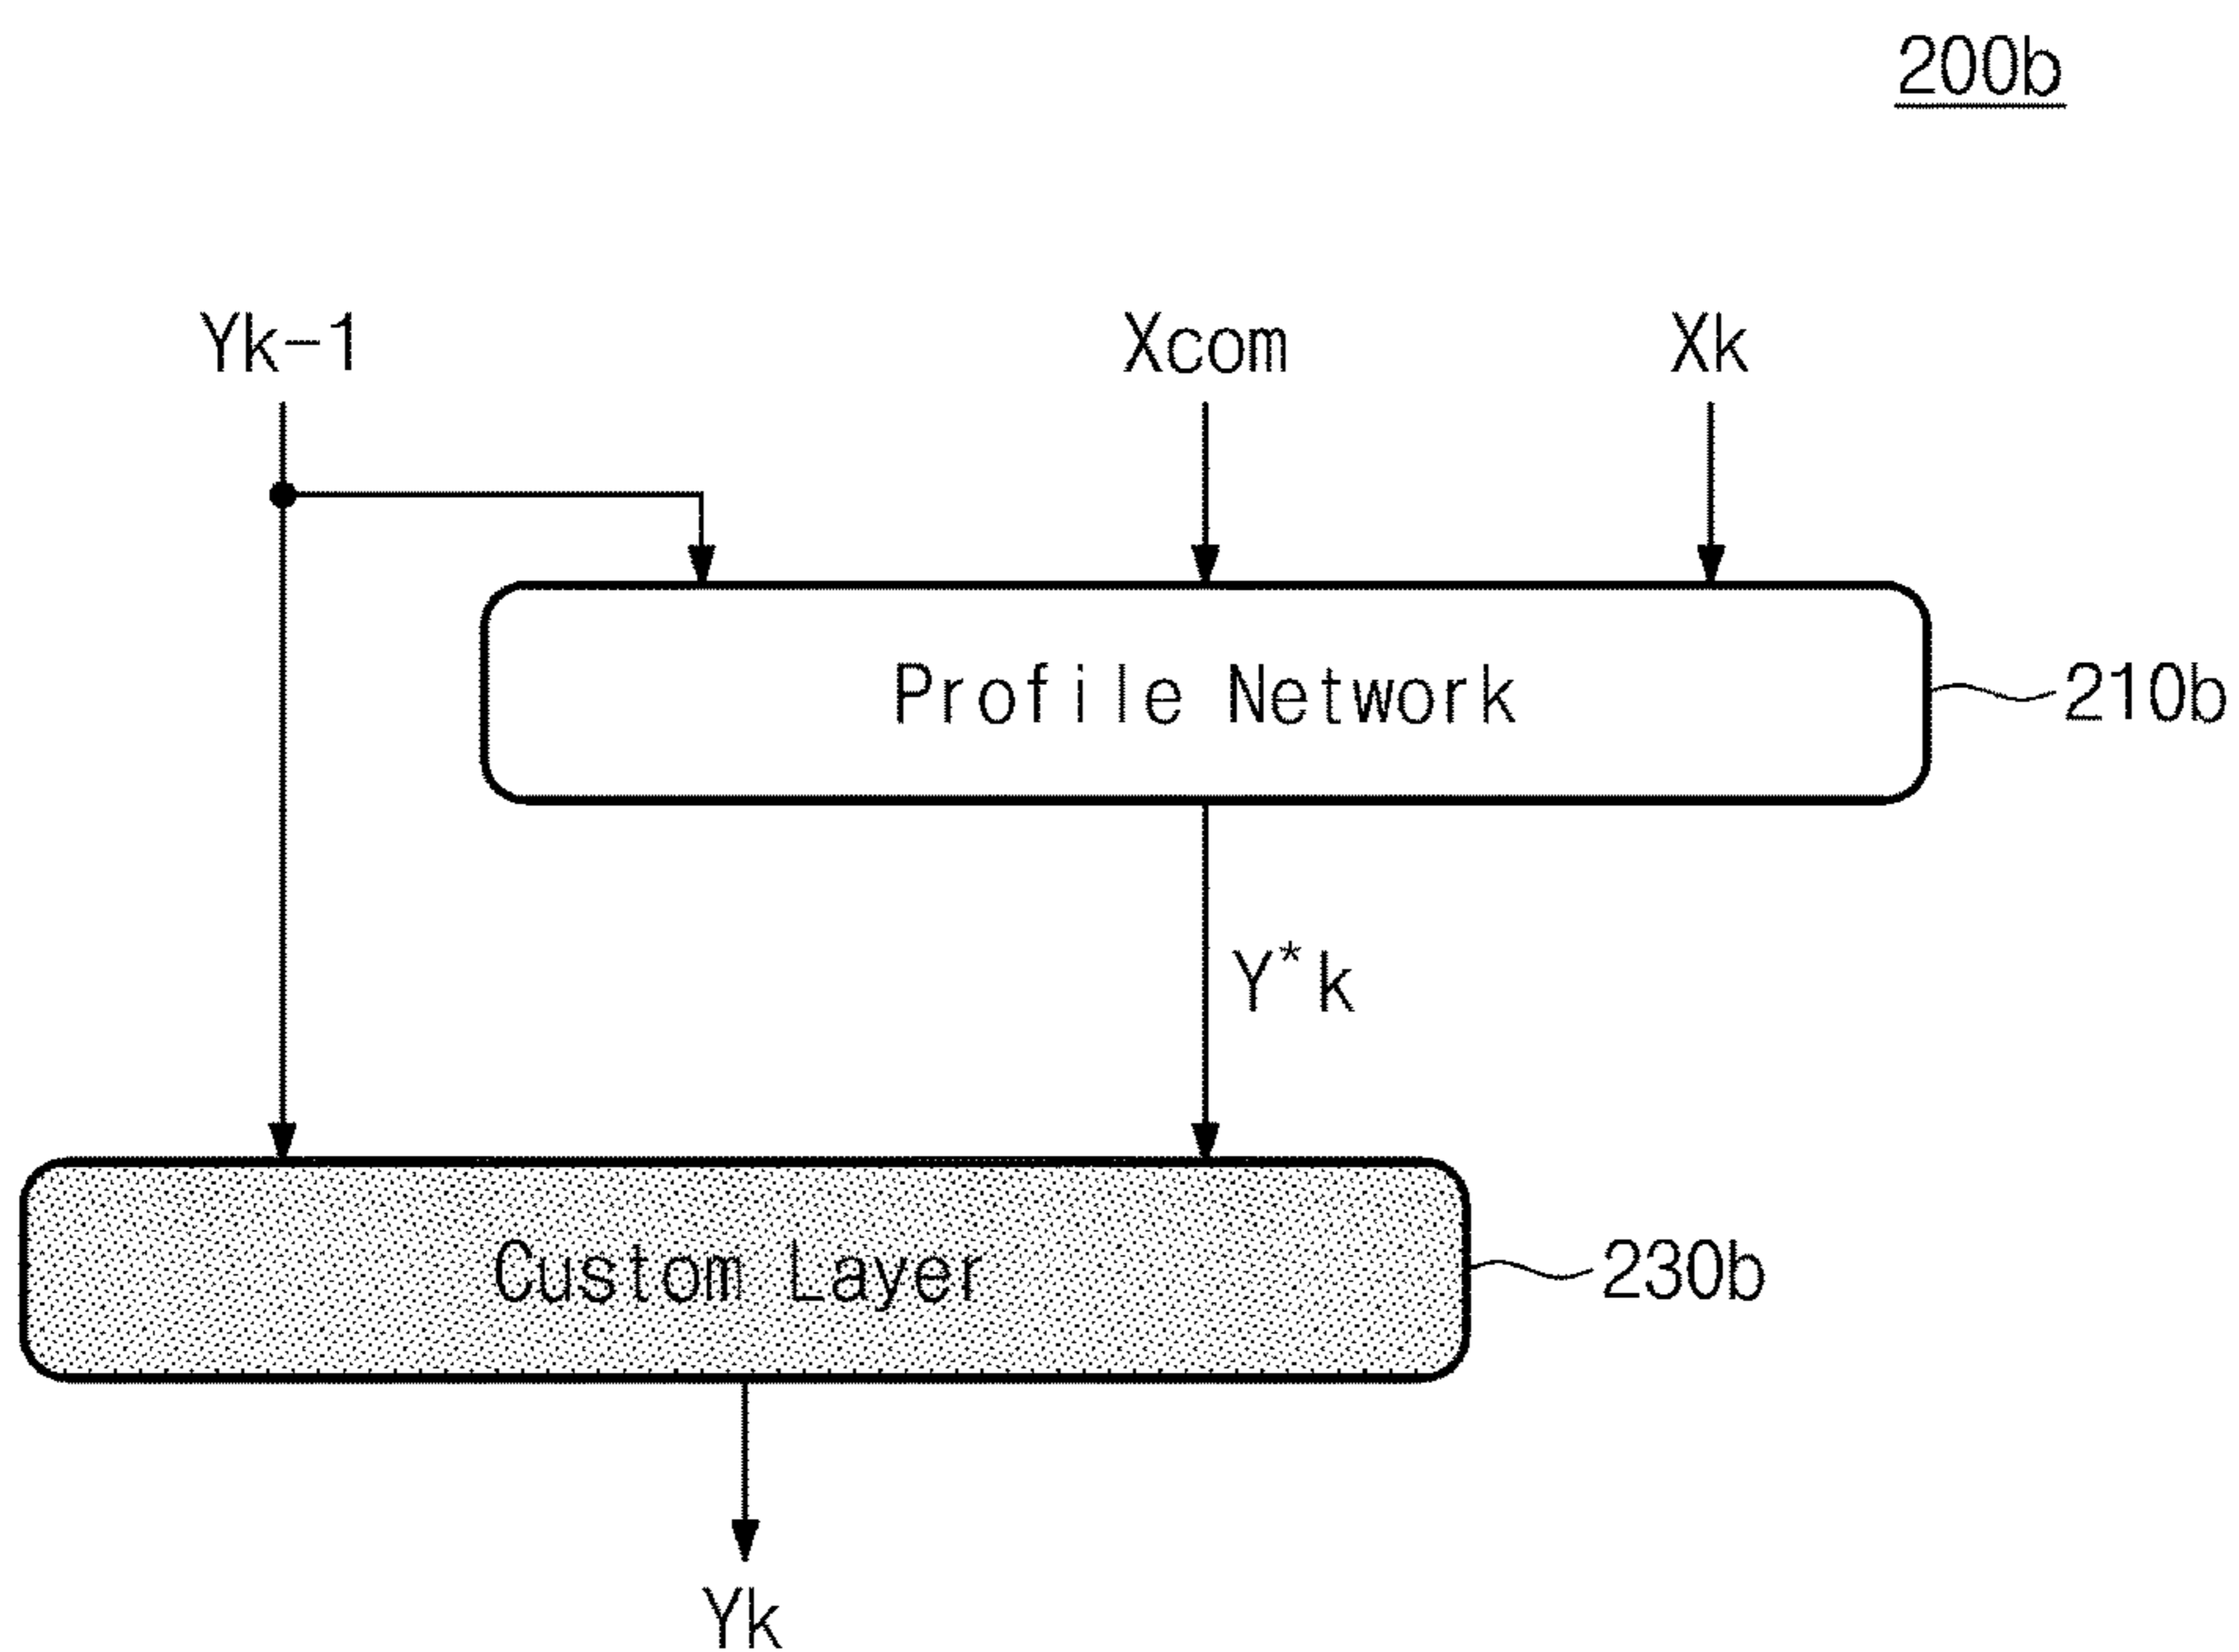 200b
Yk-1 Xcom Xk
Profile Network 210b
Y*k
Custom Layer 230b
Yk